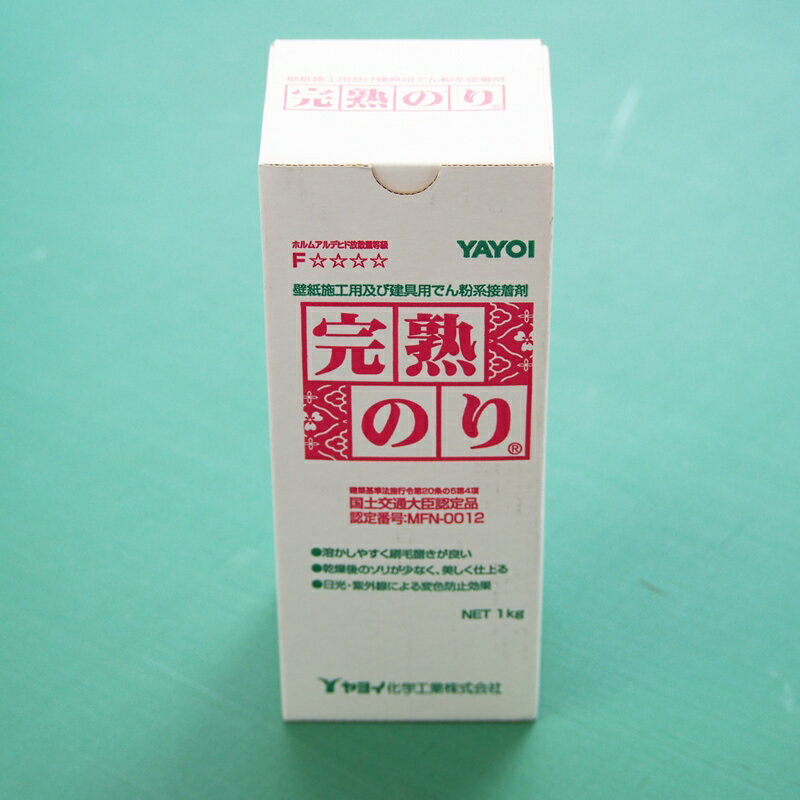 壁紙施工用及び建具用でん粉系接着剤
完熟のり®
ホルムアルデヒド放散量等級
F☆☆☆☆
YAYOI
壁紙施工用及び建具用でん粉系接着剤
完熟
のり®
建築基準法施行令第20条の5第4項
国土交通大臣認定品
認定番号:MFN-0012
●溶かしやすく刷毛捌きが良い
●乾燥後のソリが少なく、美しく仕上る
●日光・紫外線による変色防止効果
NET 1kg
ヤヨイ化学工業株式会社